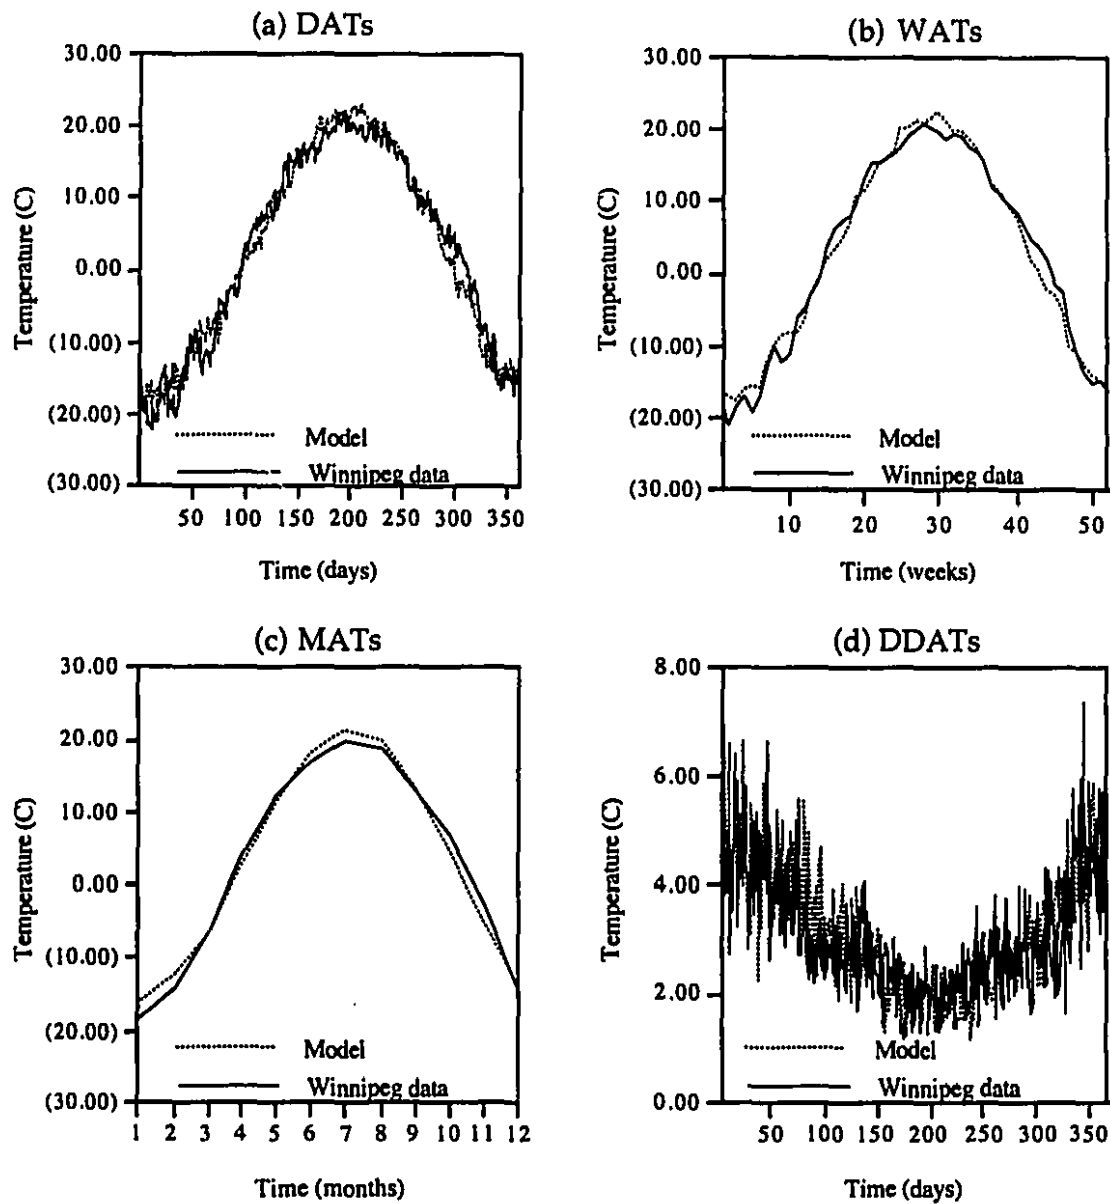 (a) DATs
30.00
20.00
10.00
0.00
(10.00)
(20.00)
(30.00)
Temperature (C)
Model
Winnipeg data
50 100 150 200 250 300 350
Time (days)
(b) WATs
30.00
20.00
10.00
0.00
(10.00)
(20.00)
(30.00)
Temperature (C)
Model
Winnipeg data
10 20 30 40 50
Time (weeks)
(c) MATs
30.00
20.00
10.00
0.00
(10.00)
(20.00)
(30.00)
Temperature (C)
Model
Winnipeg data
1 2 3 4 5 6 7 8 9 10 11 12
Time (months)
(d) DDATs
8.00
6.00
4.00
2.00
0.00
Temperature (C)
Model
Winnipeg data
50 100 150 200 250 300 350
Time (days)